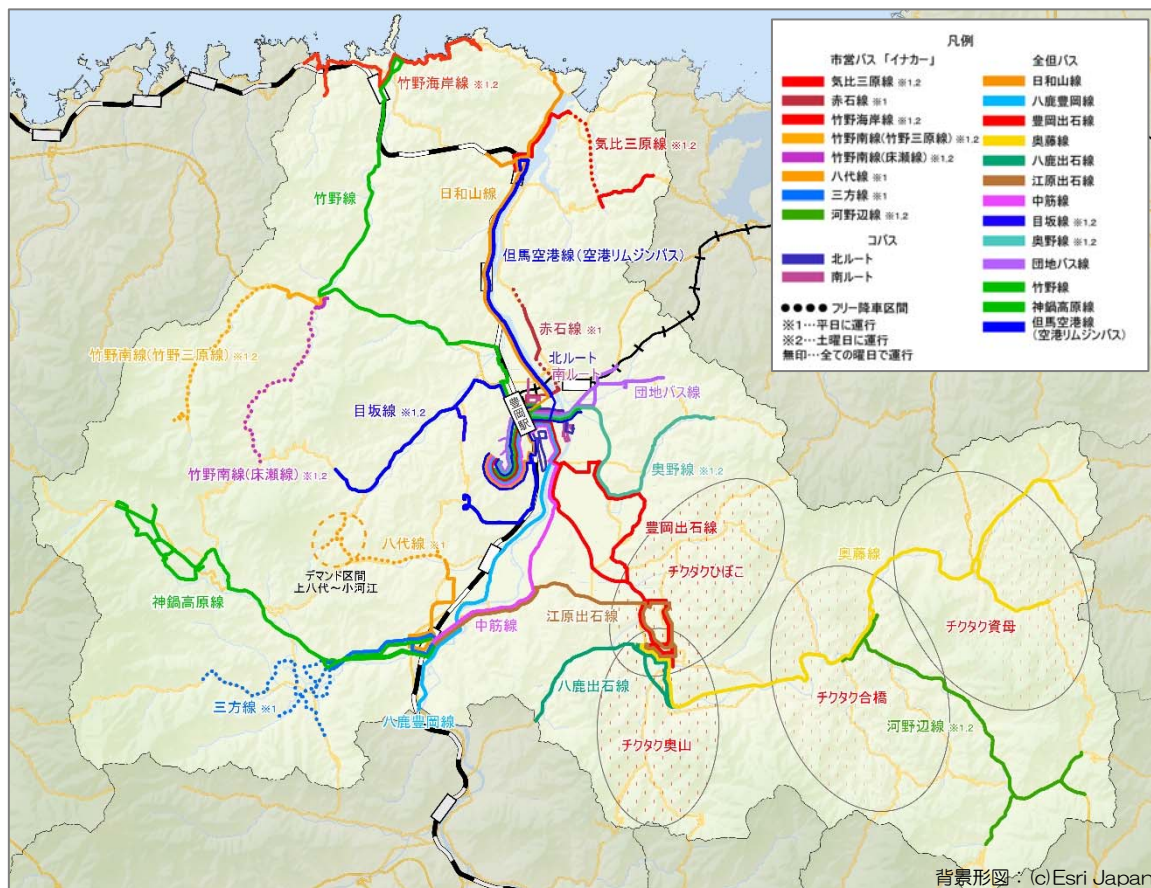 凡例
市営バス「イナカー」
気比三原線 ※1,2
赤石線 ※1
竹野海岸線 ※1,2
竹野南線(竹野三原線) ※1,2
竹野南線(床瀬線) ※1,2
八代線 ※1
三方線 ※1
河野辺線 ※1,2
コバス
北ルート
南ルート
●●●●フリー降車区間
※1…平日に運行
※2…土曜日に運行
無印…全ての曜日で運行
全但バス
日和山線
八鹿豊岡線
豊岡出石線
奥藤線
八鹿出石線
江原出石線
中筋線
目坂線 ※1,2
奥野線 ※1,2
団地バス線
竹野線
神鍋高原線
但馬空港線
(空港リムジンバス)
竹野海岸線 ※1,2
気比三原線 ※1,2
日和山線
竹野線
但馬空港線(空港リムジンバス)
赤石線 ※1
竹野南線(竹野三原線) ※1,2
北ルート
南ルート
団地バス線
豊岡駅
目坂線 ※1,2
竹野南線(床瀬線) ※1,2
奥野線 ※1,2
豊岡出石線
八代線 ※1
デマンド区間
上八代～小河江
チクタクひぼこ
奥藤線
神鍋高原線
江原出石線
中筋線
チクタク資母
八鹿出石線
三方線 ※1
八鹿豊岡線
チクタク合橋
河野辺線 ※1,2
チクタク奥山
背景形図：(c)Esri Japan